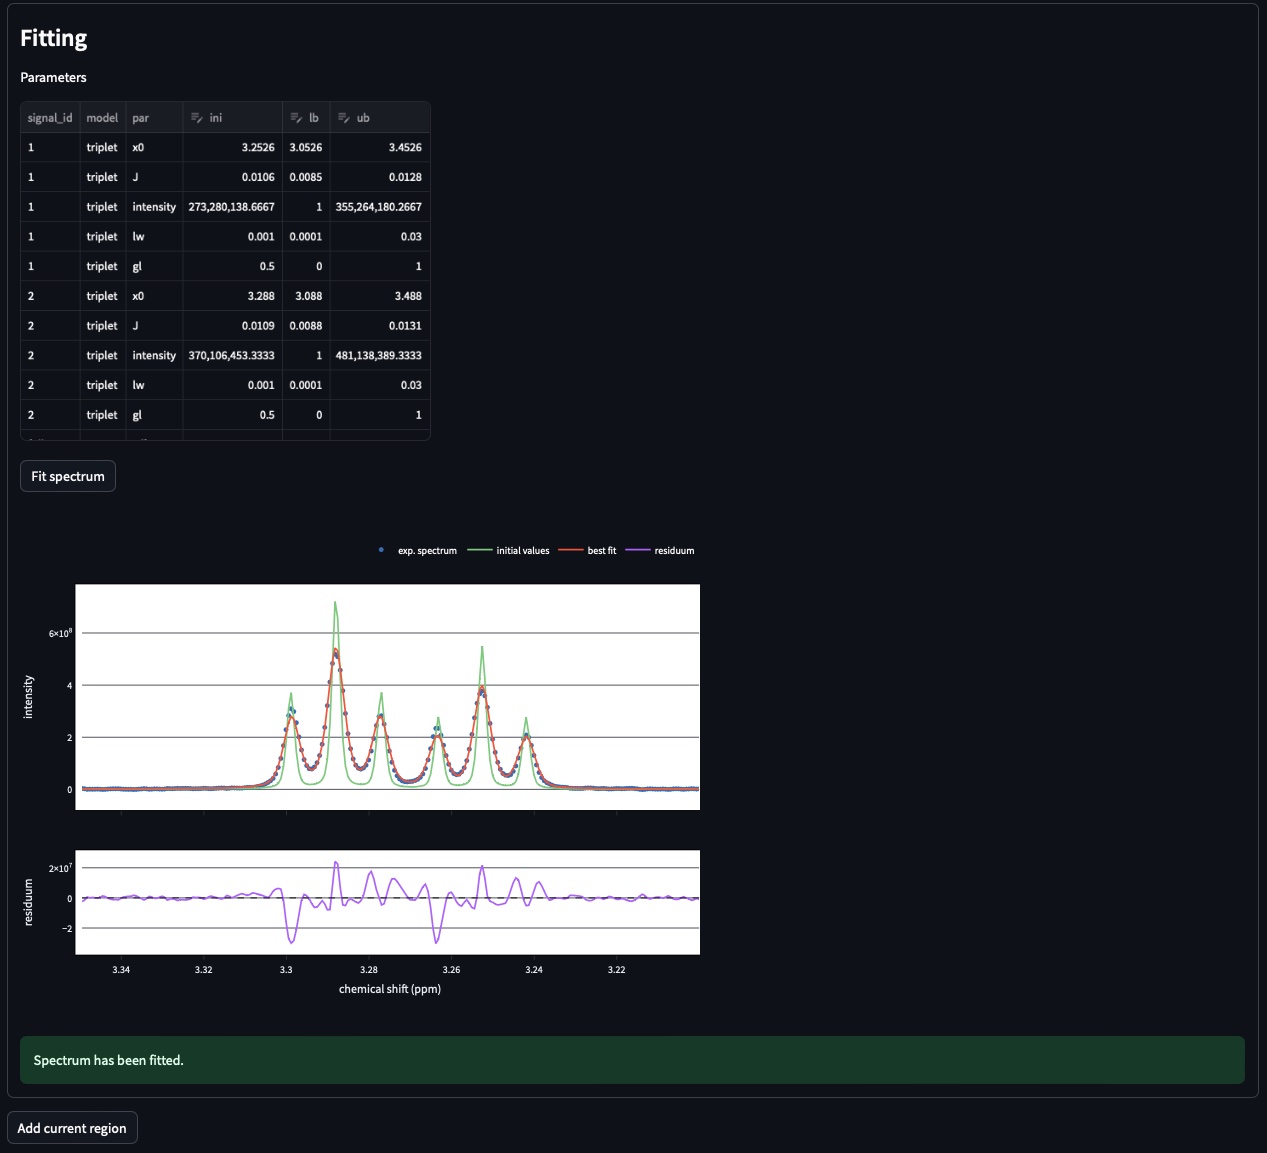 Fitting
Parameters
signal_id model par ini lb ub
1 triplet x0 3.2526 3.0526 3.4526
1 triplet J 0.0106 0.0085 0.0128
1 triplet intensity 273,280,138.6667 1 355,264,180.2667
1 triplet lw 0.001 0.0001 0.03
1 triplet gl 0.5 0 1
2 triplet x0 3.288 3.088 3.488
2 triplet J 0.0109 0.0088 0.0131
2 triplet intensity 370,106,453.3333 1 481,138,389.3333
2 triplet lw 0.001 0.0001 0.03
2 triplet gl 0.5 0 1
Fit spectrum
exp. spectrum initial values best fit residuum
6×10⁸
4
2
0
intensity
2×10⁷
0
−2
residuum
3.34 3.32 3.3 3.28 3.26 3.24 3.22
chemical shift (ppm)
Spectrum has been fitted.
Add current region